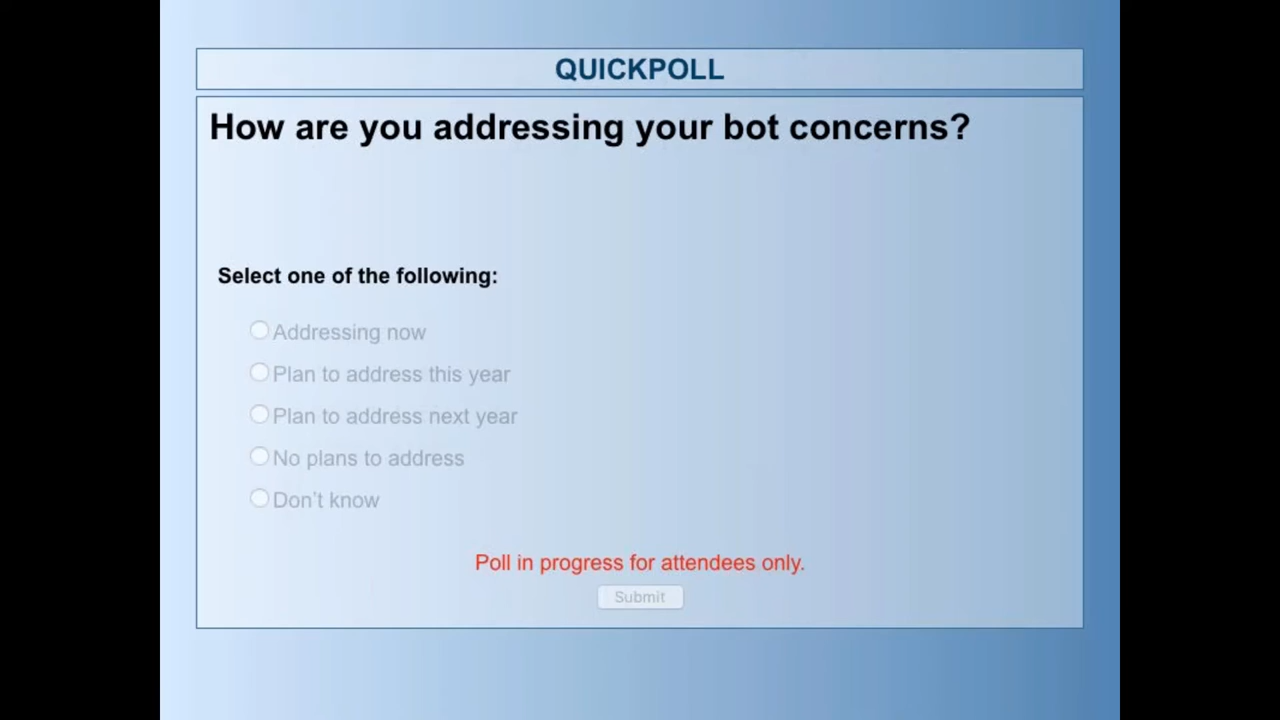 QUICKPOLL
How are you addressing your bot concerns?
Select one of the following:
Addressing now
Plan to address this year
Plan to address next year
No plans to address
Don’t know
Poll in progress for attendees only.
Submit